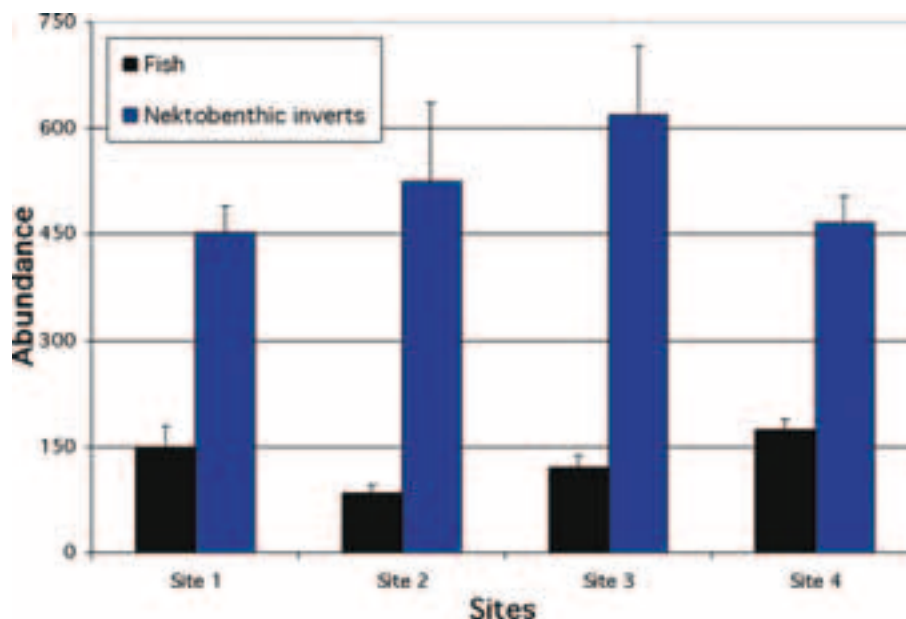 750
600
450
300
150
0
Abundance
Fish
Nektobenthic inverts
Site 1
Site 2
Site 3
Site 4
Sites